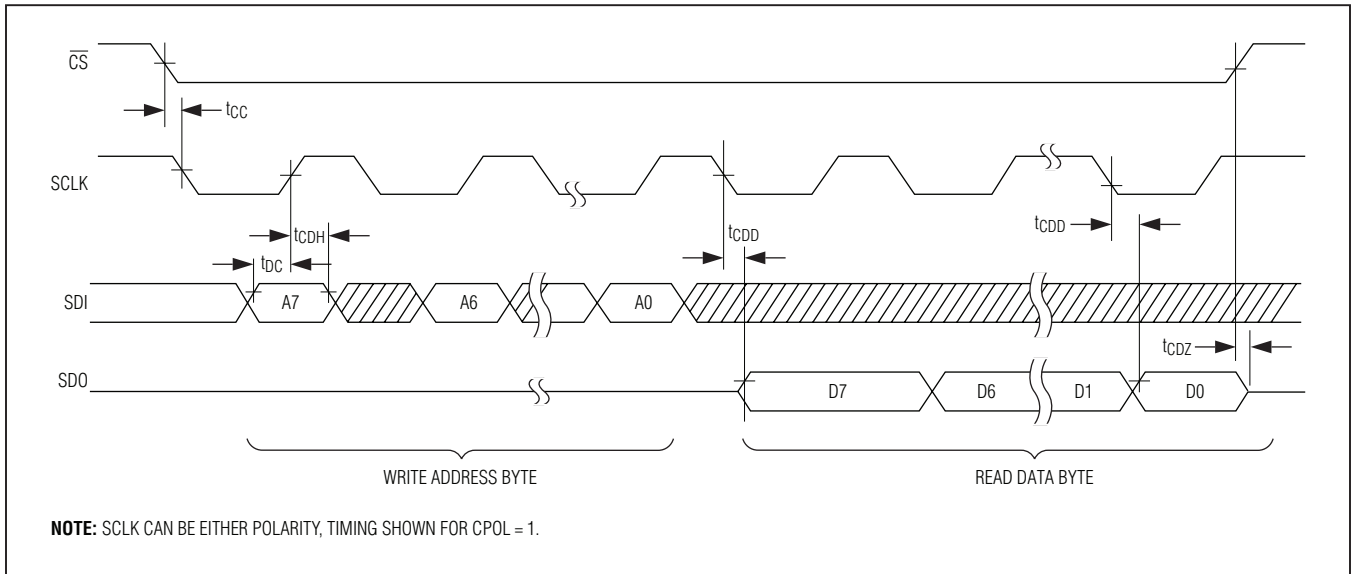 CS
tCC
SCLK
tCDH
tCDD
tCDD
tDC
SDI
A7
A6
A0
tCDZ
SDO
D7
D6
D1
D0
WRITE ADDRESS BYTE
READ DATA BYTE
NOTE: SCLK CAN BE EITHER POLARITY, TIMING SHOWN FOR CPOL = 1.